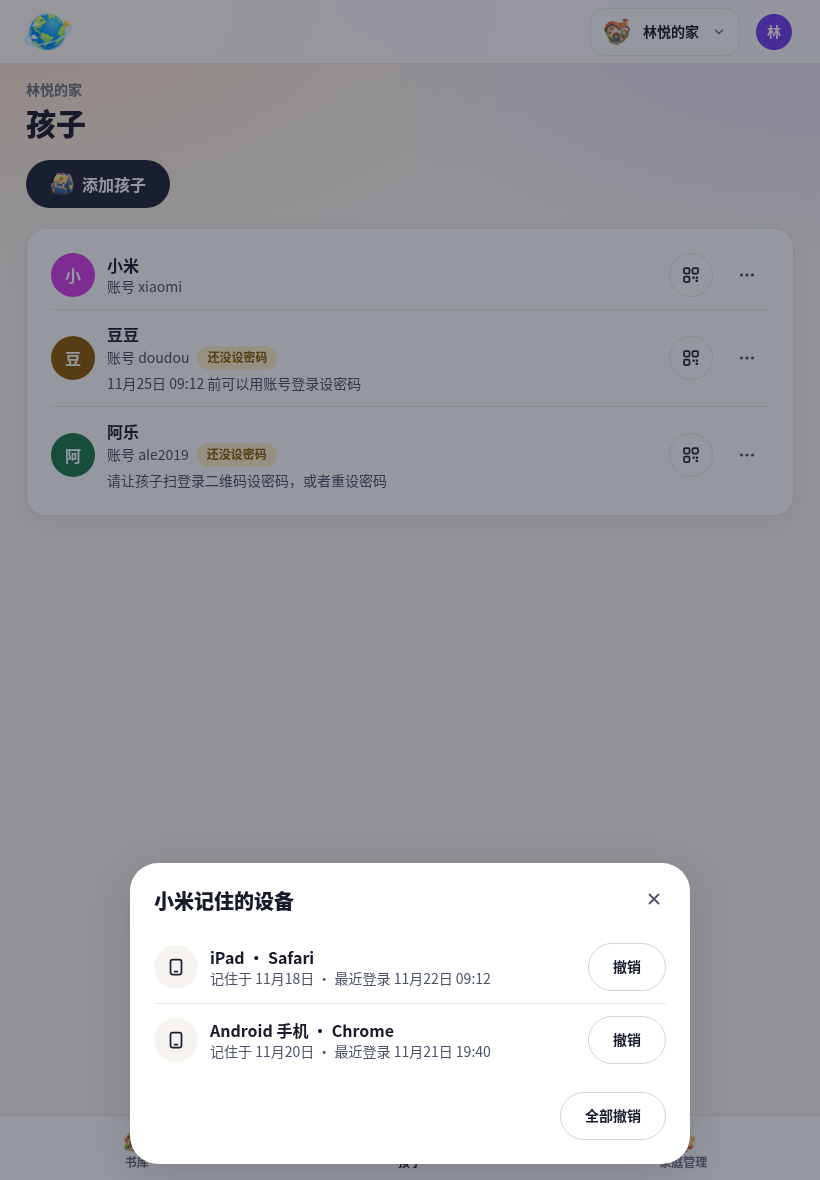 林悦的家
林
林悦的家
孩子
添加孩子
小
小米
账号 xiaomi
豆
豆豆
账号 doudou 还没设密码
11月25日 09:12 前可以用账号登录设密码
阿
阿乐
账号 ale2019 还没设密码
请让孩子扫登录二维码设密码，或者重设密码
小米记住的设备
iPad · Safari
记住于 11月18日 · 最近登录 11月22日 09:12
撤销
Android 手机 · Chrome
记住于 11月20日 · 最近登录 11月21日 19:40
撤销
全部撤销
书库
孩子
家庭管理